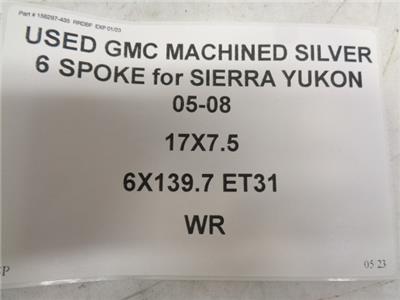 Part # 158297-435 RRDBF EXP 01/23
USED GMC MACHINED SILVER
6 SPOKE for SIERRA YUKON
05-08
17X7.5
6X139.7 ET31
WR
05 23